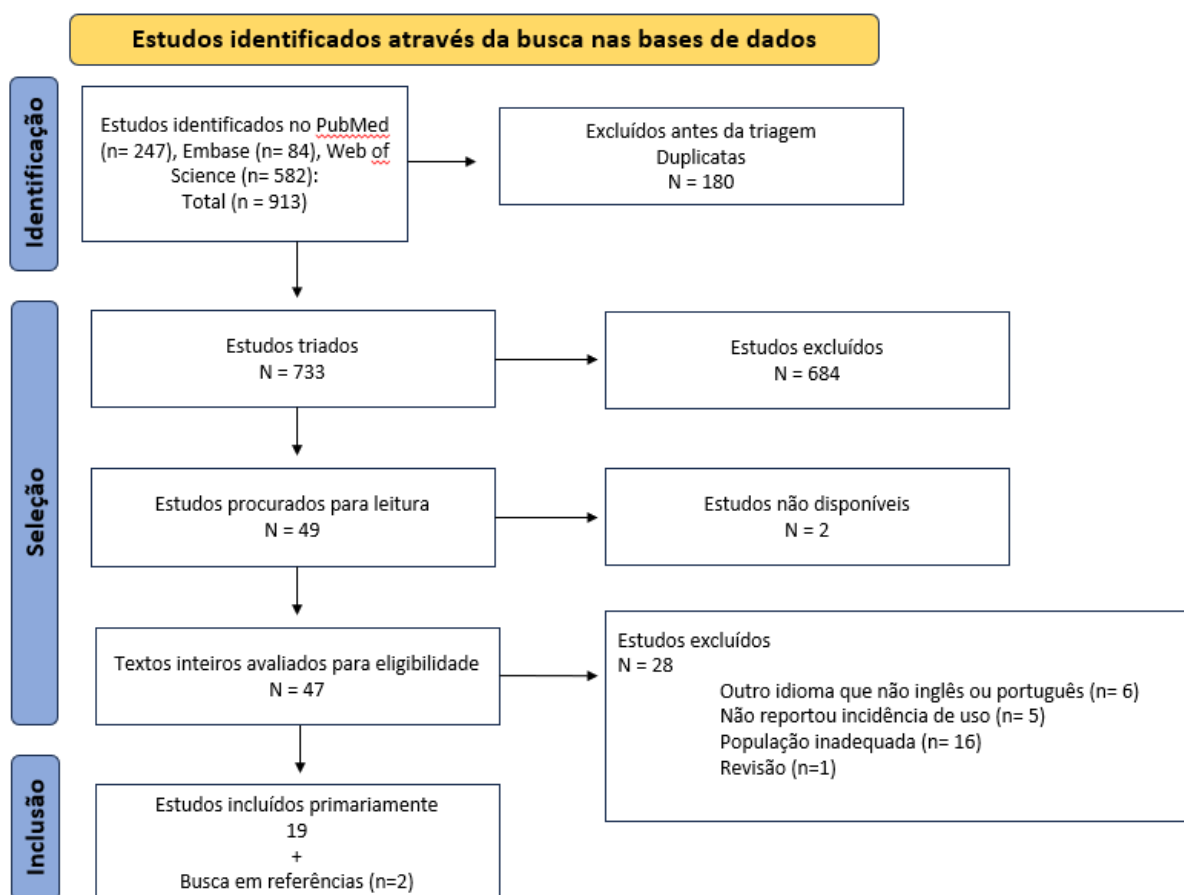 Estudos identificados através da busca nas bases de dados
Identificação
Estudos identificados no PubMed
(n= 247), Embase (n= 84), Web of
Science (n= 582):
Total (n = 913)
Excluídos antes da triagem
Duplicatas
N = 180
Seleção
Estudos triados
N = 733
Estudos excluídos
N = 684
Estudos procurados para leitura
N = 49
Estudos não disponíveis
N = 2
Textos inteiros avaliados para eligibilidade
N = 47
Estudos excluídos
N = 28
Outro idioma que não inglês ou português (n= 6)
Não reportou incidência de uso (n= 5)
População inadequada (n= 16)
Revisão (n=1)
Inclusão
Estudos incluídos primariamente
19
+
Busca em referências (n=2)